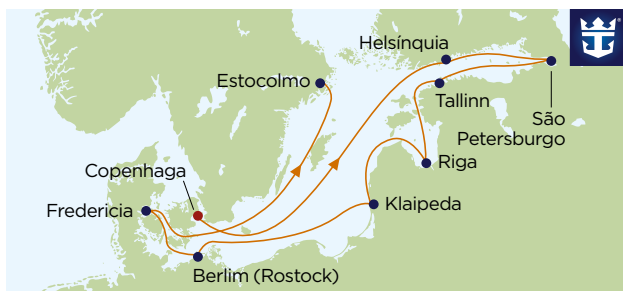 Helsínquia
Estocolmo
Tallinn
São
Petersburgo
Copenhaga
Riga
Fredericia
Klaipeda
Berlim (Rostock)